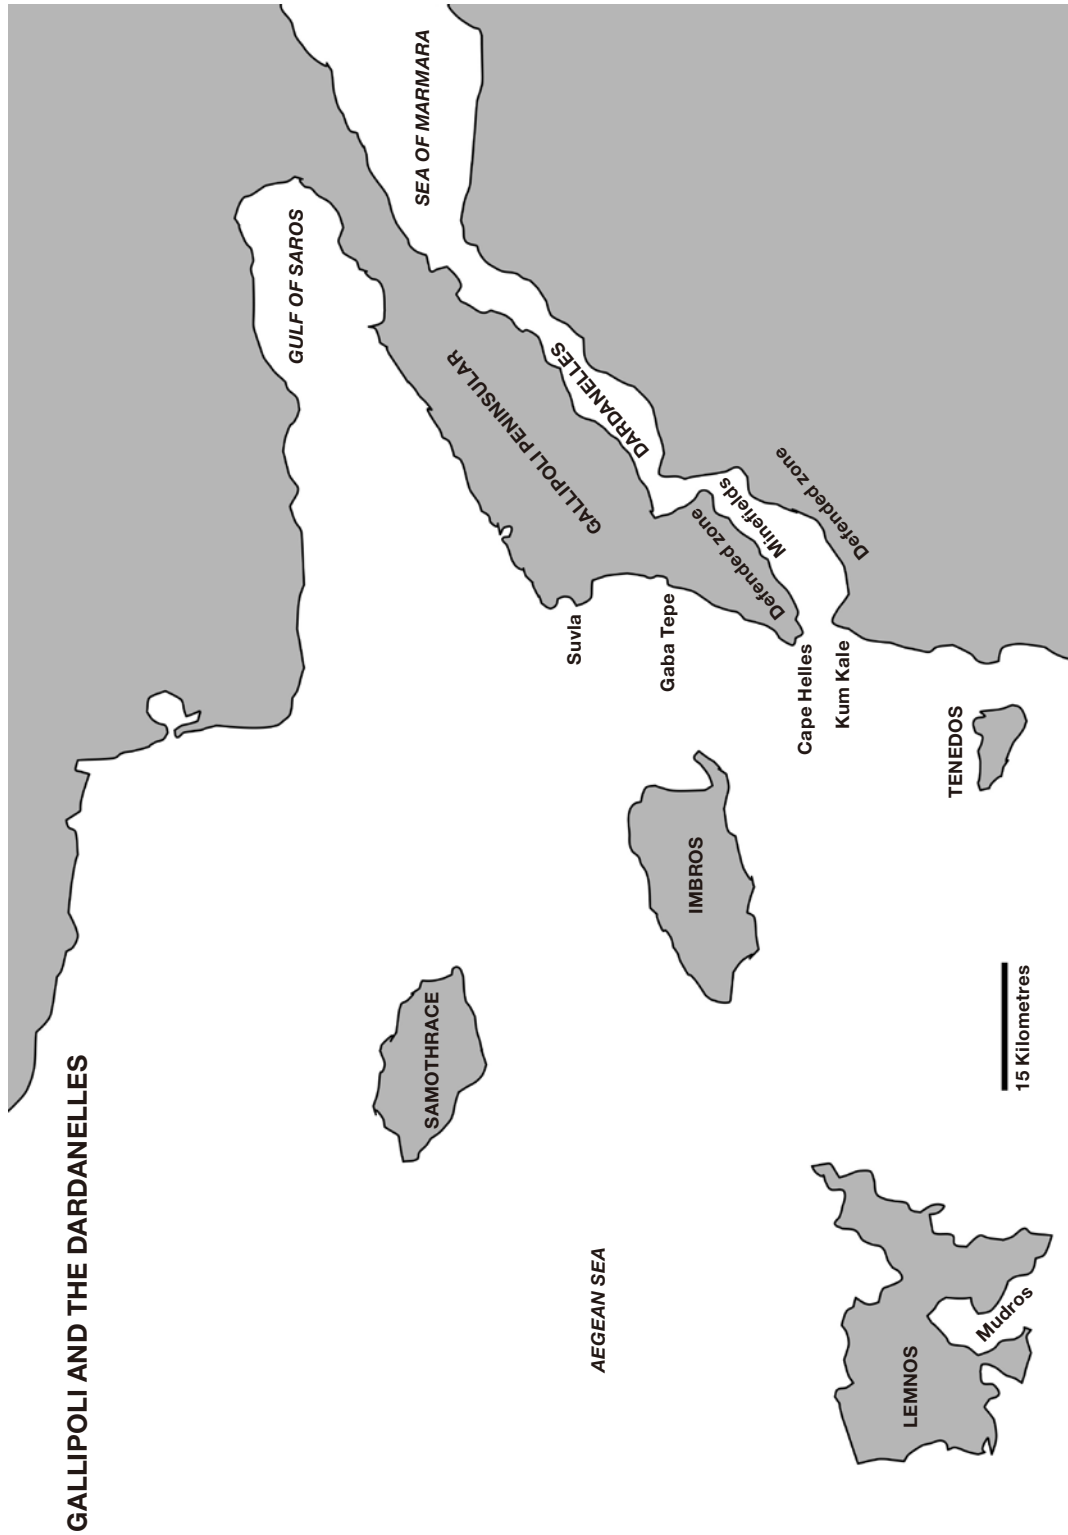 GALLIPOLI AND THE DARDANELLES
SEA OF MARMARA
GULF OF SAROS
GALLIPOLI PENINSULAR
DARDANELLES
Suvla
Gaba Tepe
Defended zone
Minefields
Defended zone
Cape Helles
Kum Kale
SAMOTHRACE
IMBROS
TENEDOS
AEGEAN SEA
LEMNOS
Mudros
15 Kilometres